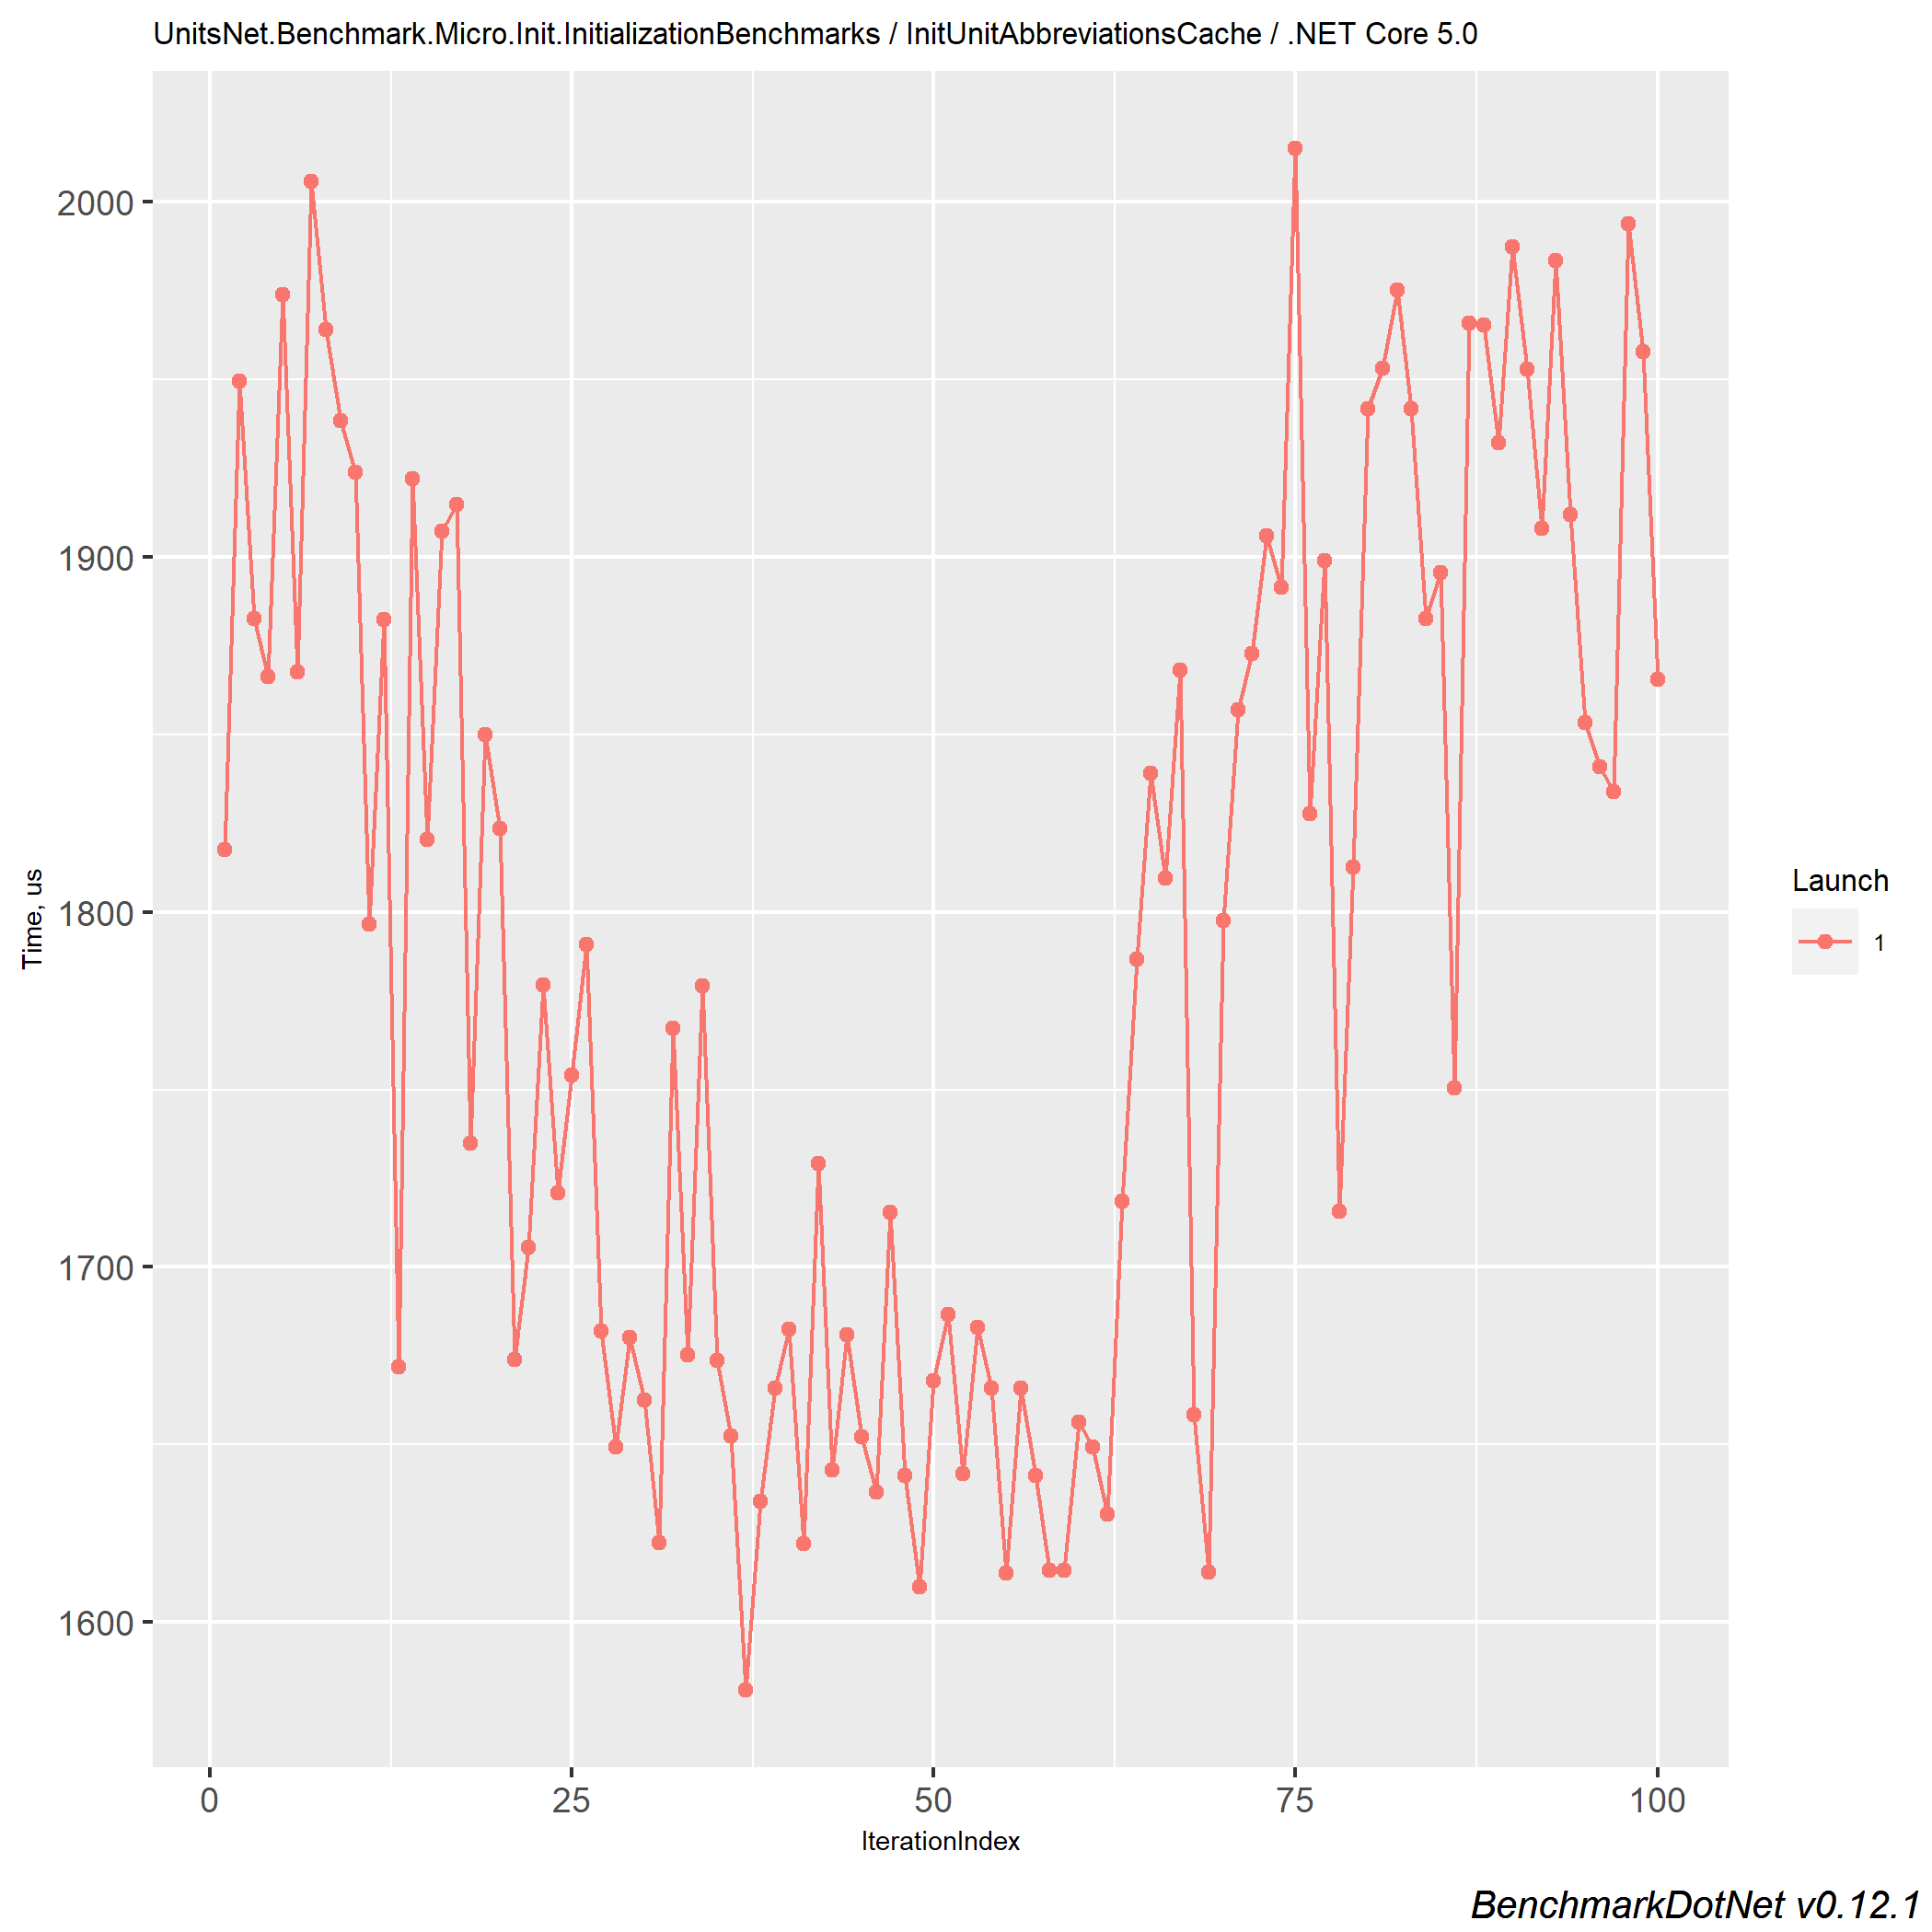 UnitsNet.Benchmark.Micro.Init.InitializationBenchmarks / InitUnitAbbreviationsCache / .NET Core 5.0
2000
1900
1800
1700
1600
Time, us
0 25 50 75 100
IterationIndex
Launch
1
BenchmarkDotNet v0.12.1